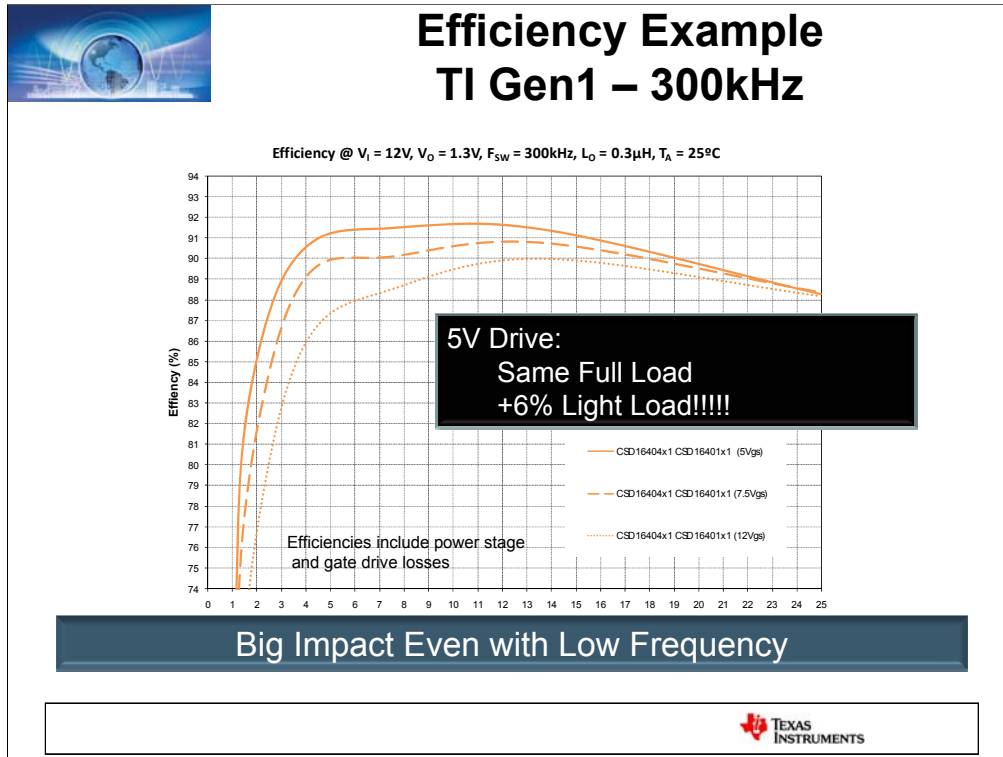 Efficiency Example
TI Gen1 – 300kHz
Efficiency @ V_I = 12V, V_O = 1.3V, F_SW = 300kHz, L_O = 0.3µH, T_A = 25ºC
94
93
92
91
90
89
88
87
86
85
84
83
82
81
80
79
78
77
76
75
74
Effiency (%)
5V Drive:
Same Full Load
+6% Light Load!!!!!
CSD16404x1 CSD16401x1 (5Vgs)
CSD16404x1 CSD16401x1 (7.5Vgs)
CSD16404x1 CSD16401x1 (12Vgs)
Efficiencies include power stage
and gate drive losses
0 1 2 3 4 5 6 7 8 9 10 11 12 13 14 15 16 17 18 19 20 21 22 23 24 25
Big Impact Even with Low Frequency
TEXAS
INSTRUMENTS